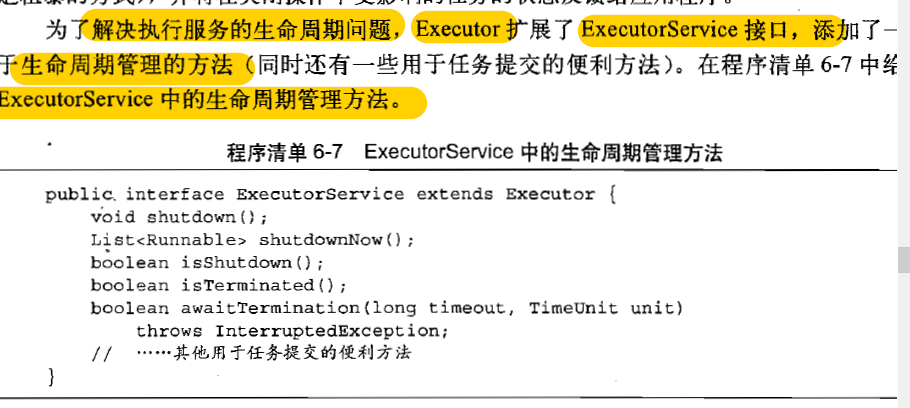 为了解决执行服务的生命周期问题，Executor 扩展了 ExecutorService 接口，添加了一
于生命周期管理的方法（同时还有一些用于任务提交的便利方法）。在程序清单 6-7 中给
ExecutorService 中的生命周期管理方法。
程序清单 6-7 ExecutorService 中的生命周期管理方法
public interface ExecutorService extends Executor {
void shutdown();
List<Runnable> shutdownNow();
boolean isShutdown();
boolean isTerminated();
boolean awaitTermination(long timeout, TimeUnit unit)
throws InterruptedException;
// ……其他用于任务提交的便利方法
}